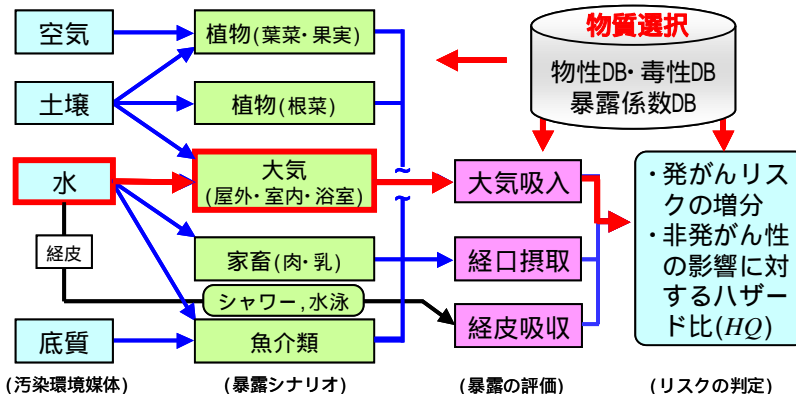 空気
植物(葉菜・果実)
物質選択
物性DB・毒性DB
暴露係数DB
土壌
植物(根菜)
水
大気
(屋外・室内・浴室)
大気吸入
・発がんリス
クの増分
・非発がん性
の影響に対
するハザー
ド比(HQ)
経皮
家畜(肉・乳)
経口摂取
シャワー,水泳
経皮吸収
底質
魚介類
(汚染環境媒体)
(暴露シナリオ)
(暴露の評価)
(リスクの判定)